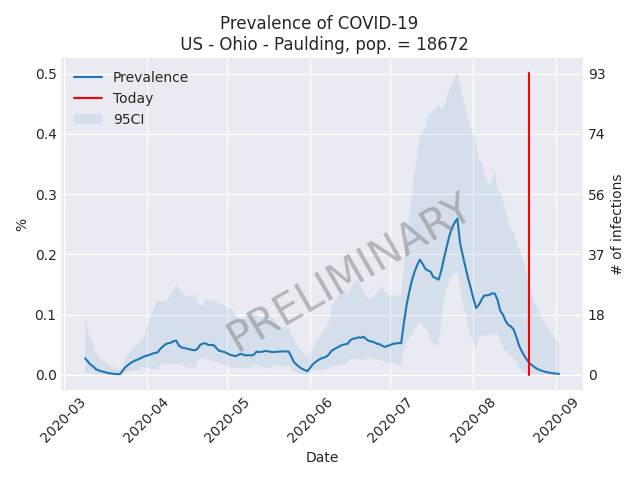 Prevalence of COVID-19
US - Ohio - Paulding, pop. = 18672
Prevalence
Today
95CI
0.5
0.4
0.3
0.2
0.1
0.0
%
93
74
56
37
18
0
# of infections
PRELIMINARY
2020-03
2020-04
2020-05
2020-06
2020-07
2020-08
2020-09
Date